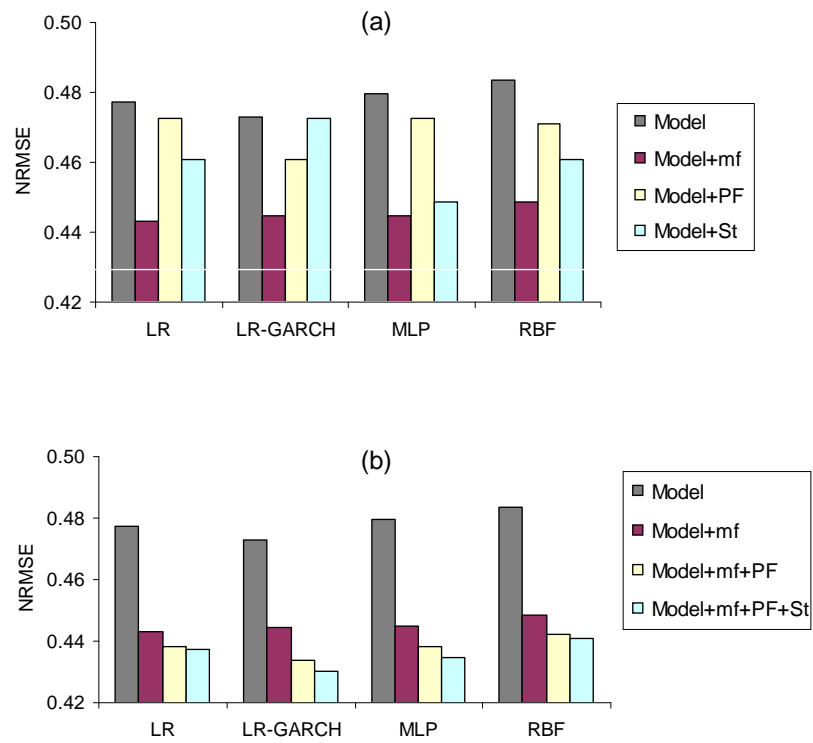 (a)
0.50
0.48
0.46
0.44
0.42
NRMSE
LR LR-GARCH MLP RBF
Model
Model+mf
Model+PF
Model+St
(b)
0.50
0.48
0.46
0.44
0.42
NRMSE
LR LR-GARCH MLP RBF
Model
Model+mf
Model+mf+PF
Model+mf+PF+St